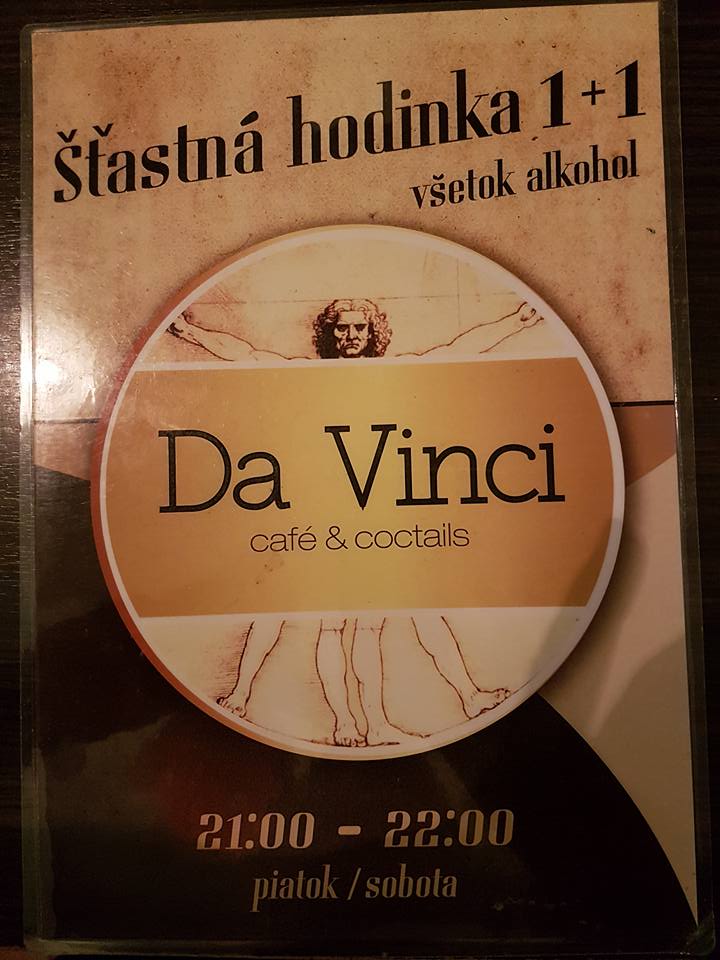 Šťastná hodinka 1+1
všetok alkohol
Da Vinci
café & coctails
21:00 - 22:00
piatok / sobota